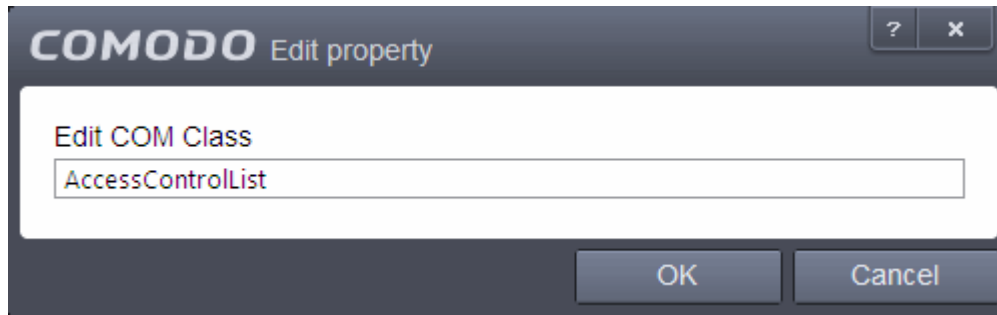 COMODO Edit property ? x
Edit COM Class
AccessControlList
OK Cancel